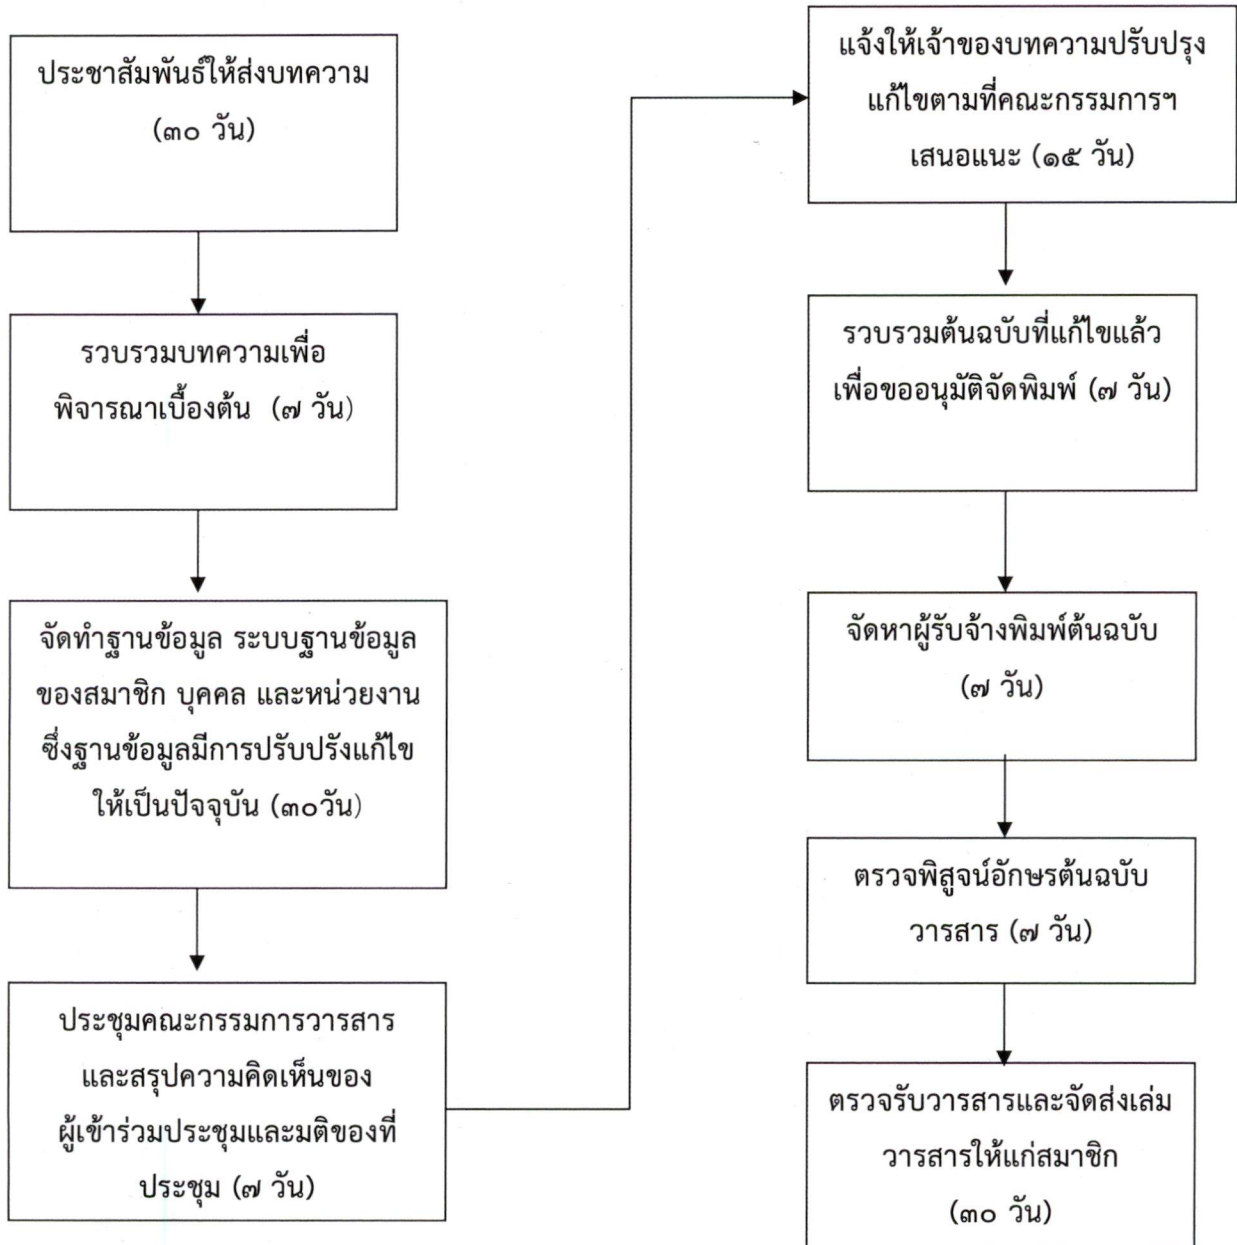 ประชาสัมพันธ์ให้ส่งบทความ
(๓๐ วัน)
รวบรวมบทความเพื่อ
พิจารณาเบื้องต้น (๗ วัน)
จัดทำฐานข้อมูล ระบบฐานข้อมูล
ของสมาชิก บุคคล และหน่วยงาน
ซึ่งฐานข้อมูลมีการปรับปรังแก้ไข
ให้เป็นปัจจุบัน (๓๐วัน)
ประชุมคณะกรรมการวารสาร
และสรุปความคิดเห็นของ
ผู้เข้าร่วมประชุมและมติของที่
ประชุม (๗ วัน)
แจ้งให้เจ้าของบทความปรับปรุง
แก้ไขตามที่คณะกรรมการฯ
เสนอแนะ (๑๕ วัน)
รวบรวมต้นฉบับที่แก้ไขแล้ว
เพื่อขออนุมัติจัดพิมพ์ (๗ วัน)
จัดหาผู้รับจ้างพิมพ์ต้นฉบับ
(๗ วัน)
ตรวจพิสูจน์อักษรต้นฉบับ
วารสาร (๗ วัน)
ตรวจรับวารสารและจัดส่งเล่ม
วารสารให้แก่สมาชิก
(๓๐ วัน)